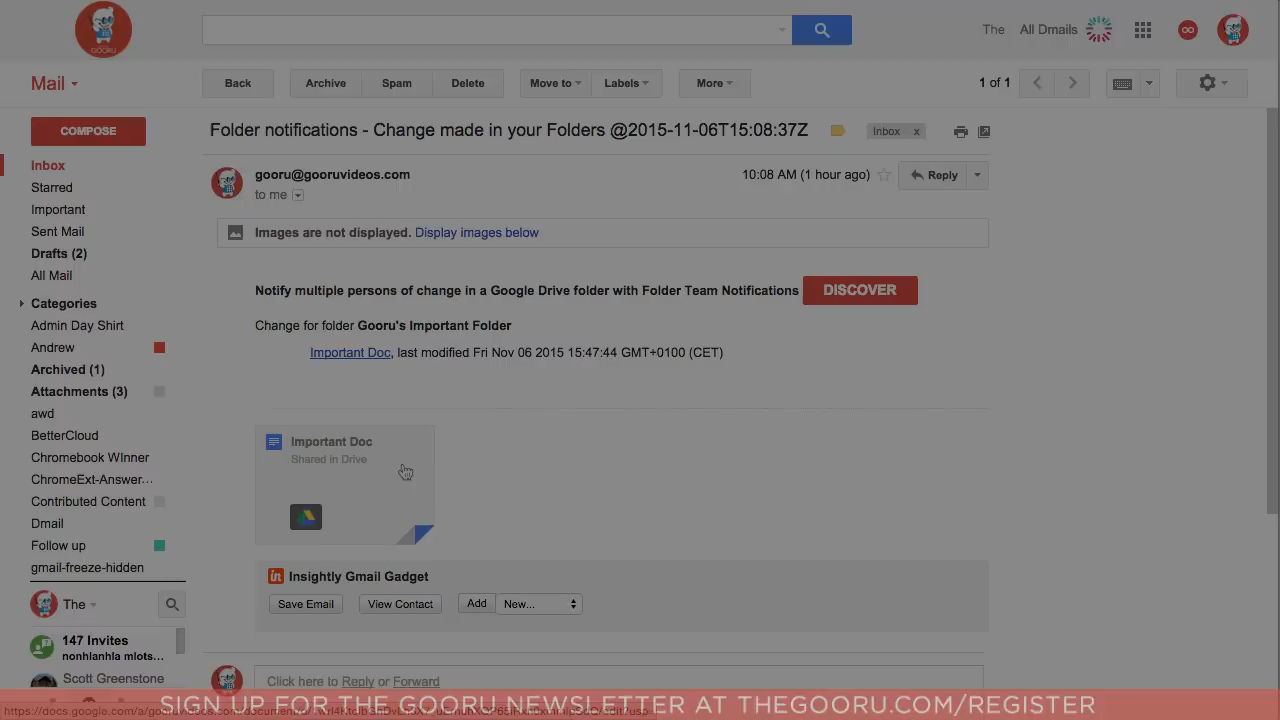 GOORU
The All Dmails
Mail
Back Archive Spam Delete Move to Labels More 1 of 1
COMPOSE
Folder notifications - Change made in your Folders @2015-11-06T15:08:37Z Inbox x
Inbox
gooru@gooruvideos.com 10:08 AM (1 hour ago) Reply
to me
Starred
Important
Sent Mail
Drafts (2)
All Mail
Categories
Admin Day Shirt
Andrew
Archived (1)
Attachments (3)
awd
BetterCloud
Chromebook WInner
ChromeExt-Answer...
Contributed Content
Dmail
Follow up
gmail-freeze-hidden
The
147 Invites
nonhlanhla mlots...
Scott Greenstone
Images are not displayed. Display images below
Notify multiple persons of change in a Google Drive folder with Folder Team Notifications DISCOVER
Change for folder Gooru's Important Folder
Important Doc, last modified Fri Nov 06 2015 15:47:44 GMT+0100 (CET)
Important Doc
Shared in Drive
Insightly Gmail Gadget
Save Email View Contact Add New...
Click here to Reply or Forward
SIGN UP FOR THE GOORU NEWSLETTER AT THEGOORU.COM/REGISTER